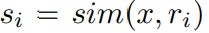 s_i = sim(x, r_i)